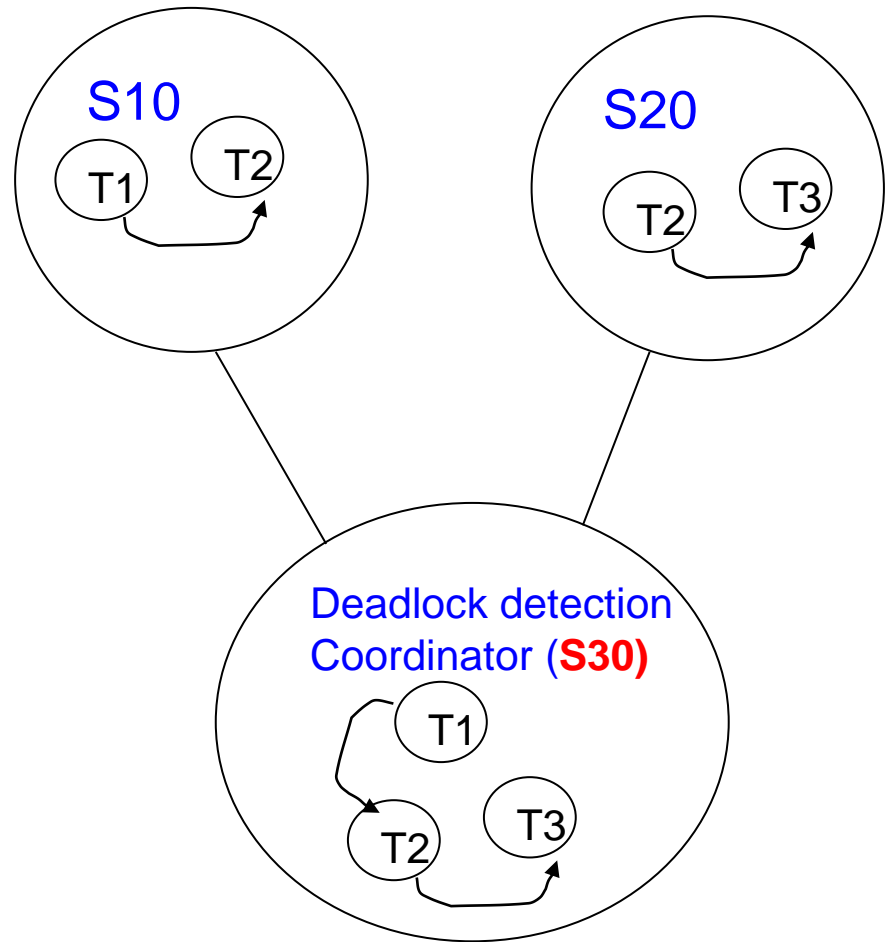 S10
T1
T2
S20
T2
T3
Deadlock detection
Coordinator (S30)
T1
T2
T3